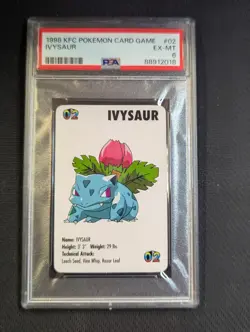 1998 KFC POKEMON CARD GAME #02
IVYSAUR EX-MT
6
PSA 68912016
IVYSAUR
02
Name: IVYSAUR
Height: 3' 3" Weight: 29 lbs
Technical Attack:
Leech Seed, Vine Whip, Razor Leaf
02